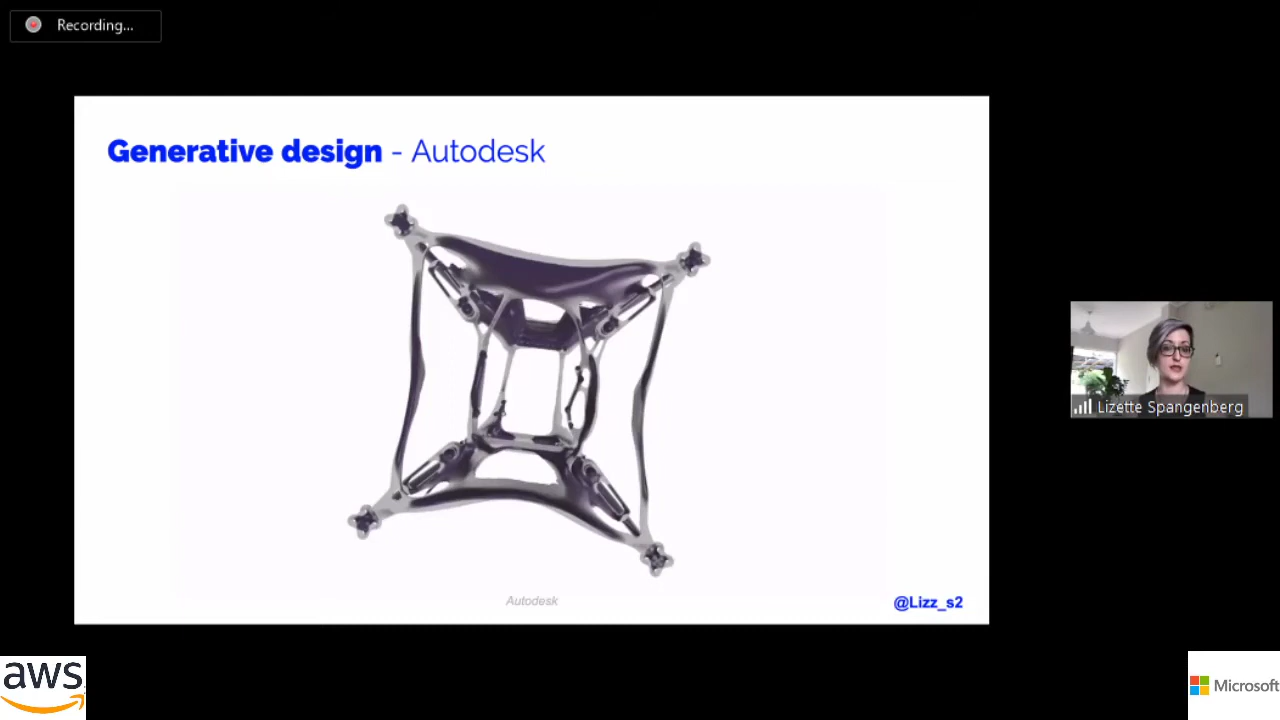 Recording...
Generative design - Autodesk
Autodesk
@Lizz_s2
Lizette Spangenberg
aws
Microsoft